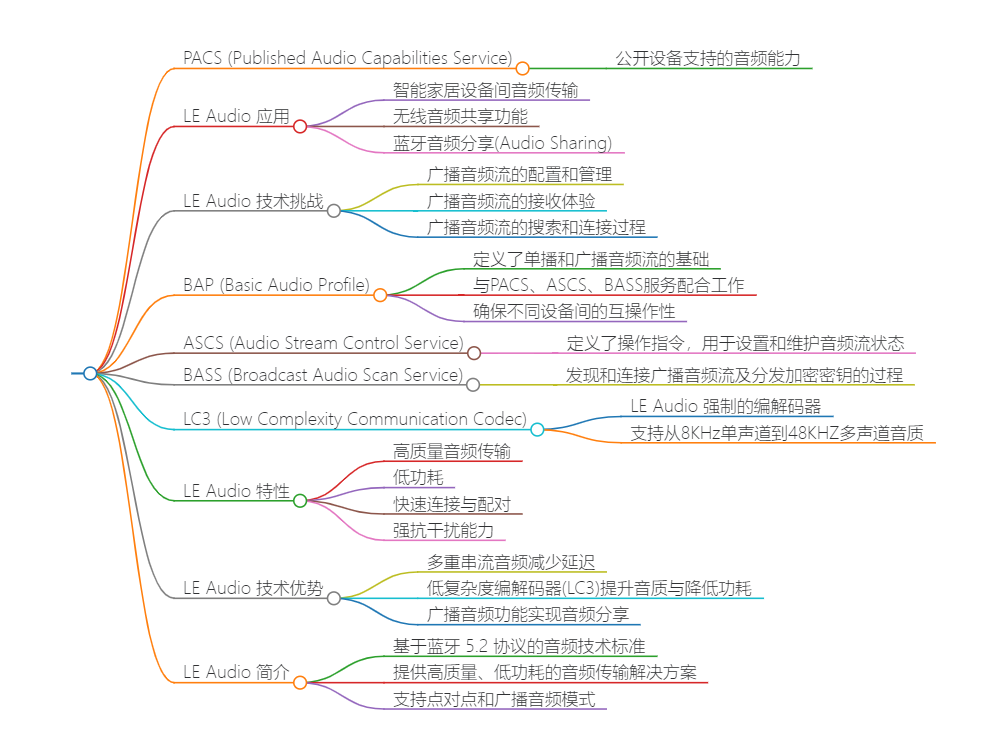 PACS (Published Audio Capabilities Service)
公开设备支持的音频能力
LE Audio 应用
智能家居设备间音频传输
无线音频共享功能
蓝牙音频分享(Audio Sharing)
LE Audio 技术挑战
广播音频流的配置和管理
广播音频流的接收体验
广播音频流的搜索和连接过程
BAP (Basic Audio Profile)
定义了单播和广播音频流的基础
与PACS、ASCS、BASS服务配合工作
确保不同设备间的互操作性
ASCS (Audio Stream Control Service)
定义了操作指令，用于设置和维护音频流状态
BASS (Broadcast Audio Scan Service)
发现和连接广播音频流及分发加密密钥的过程
LC3 (Low Complexity Communication Codec)
LE Audio 强制的编解码器
支持从8KHz单声道到48KHZ多声道音质
LE Audio 特性
高质量音频传输
低功耗
快速连接与配对
强抗干扰能力
LE Audio 技术优势
多重串流音频减少延迟
低复杂度编解码器(LC3)提升音质与降低功耗
广播音频功能实现音频分享
LE Audio 简介
基于蓝牙 5.2 协议的音频技术标准
提供高质量、低功耗的音频传输解决方案
支持点对点和广播音频模式